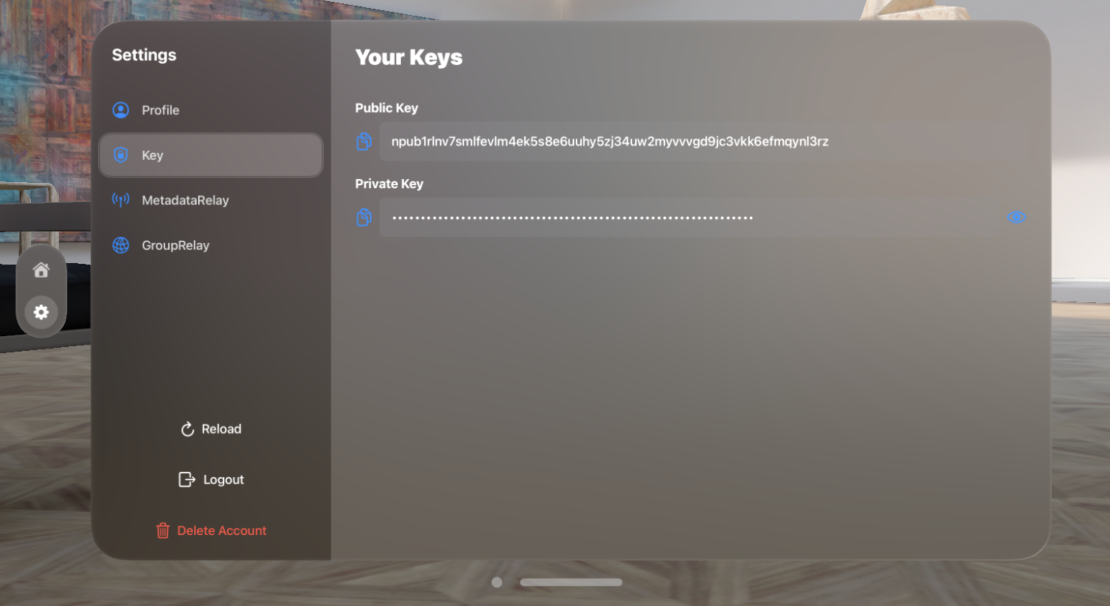 Settings
Profile
Key
MetadataRelay
GroupRelay
Reload
Logout
Delete Account
Your Keys
Public Key
npub1rlnv7smlfevlm4ek5s8e6uuhy5zj34uw2myvvvgd9jc3vkk6efmqynl3rz
Private Key
•••••••••••••••••••••••••••••••••••••••••••••••••••••••••••••••